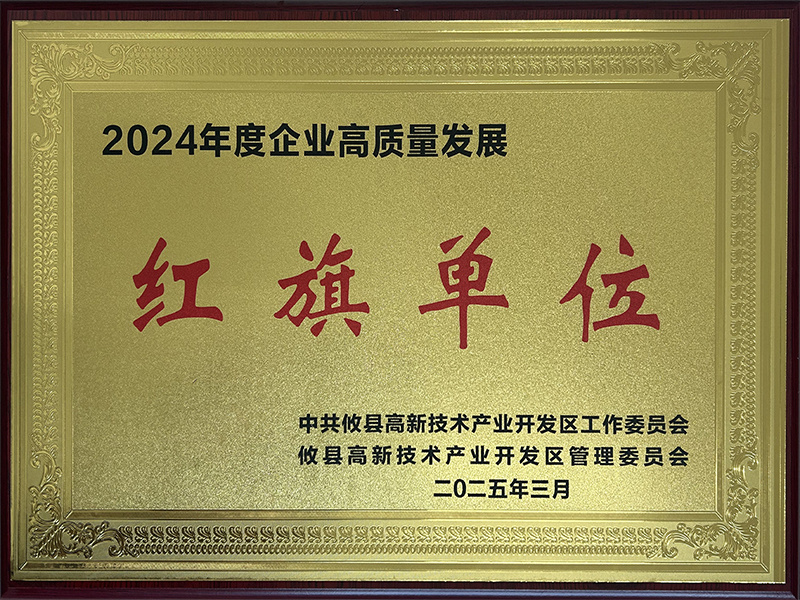 2024年度企业高质量发展
红旗单位
中共攸县高新技术产业开发区工作委员会
攸县高新技术产业开发区管理委员会
二0二五年三月